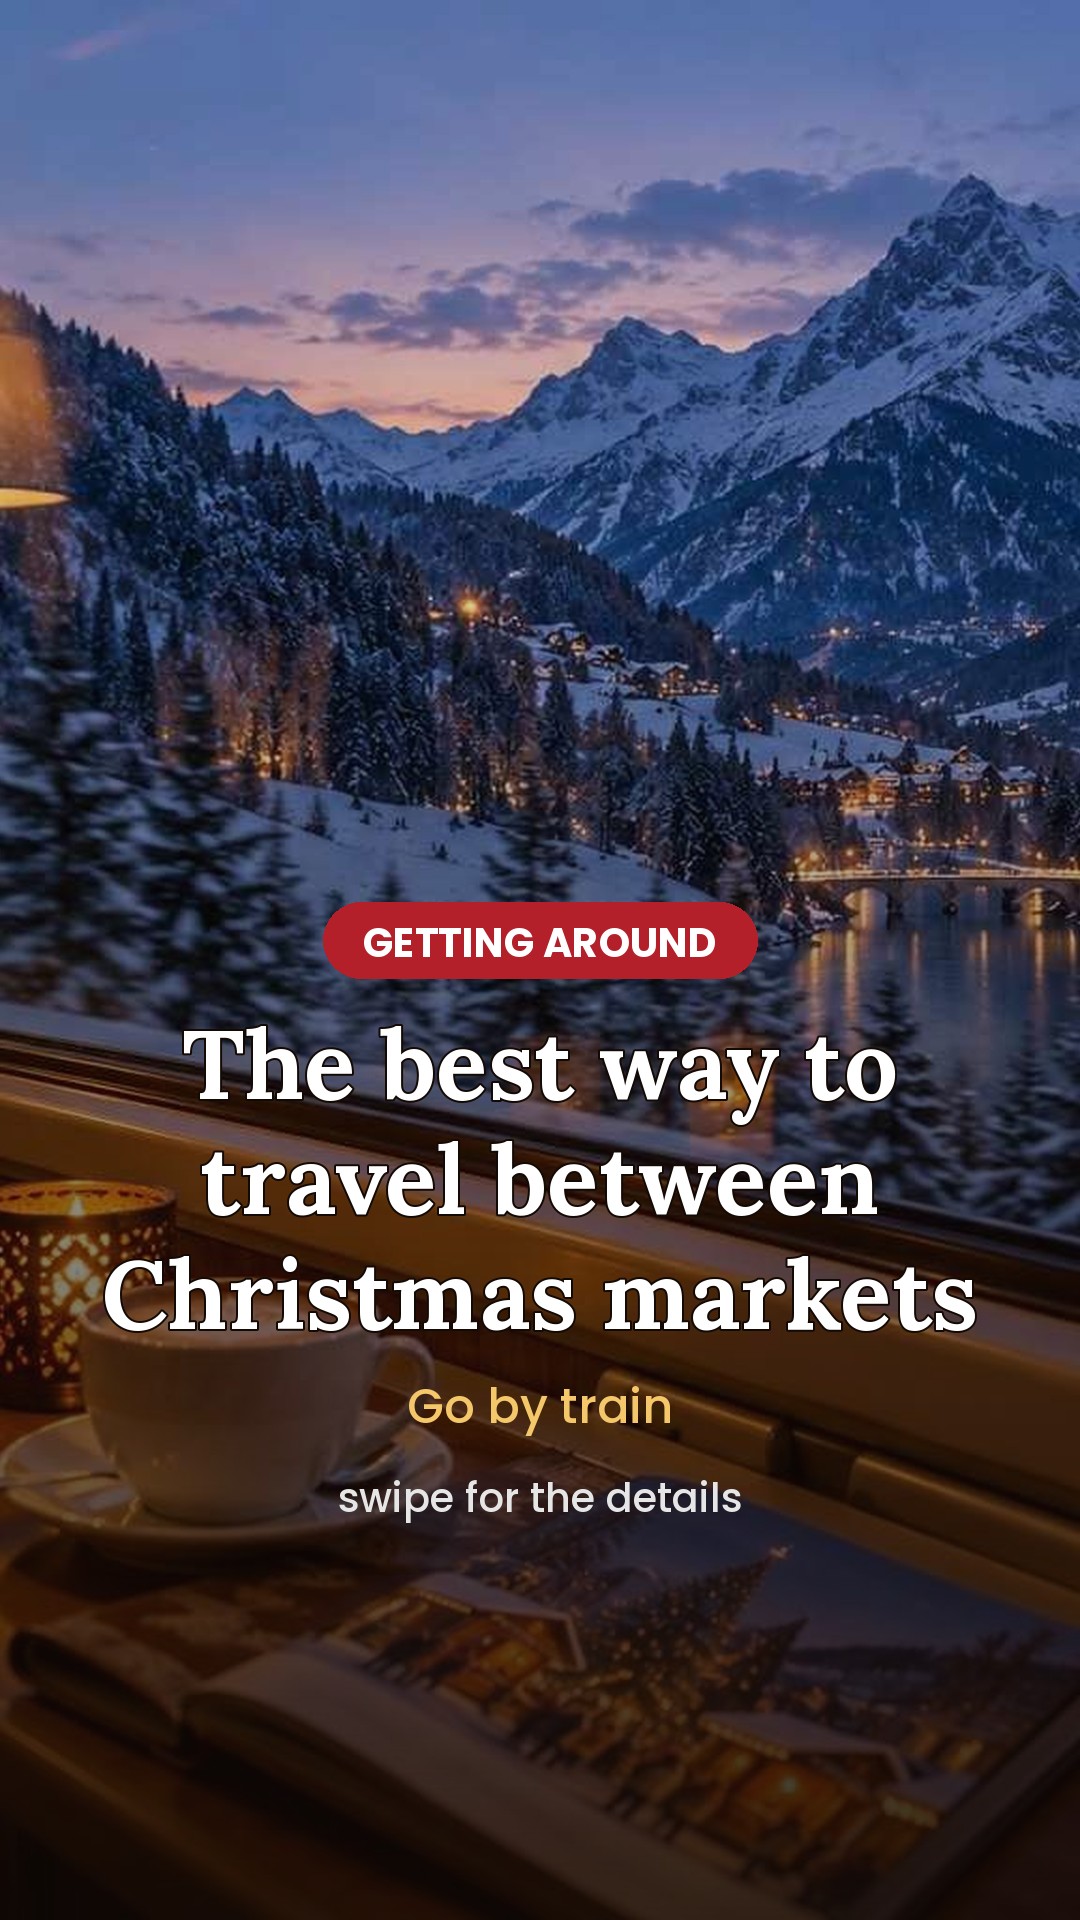 GETTING AROUND
The best way to
travel between
Christmas markets
Go by train
swipe for the details